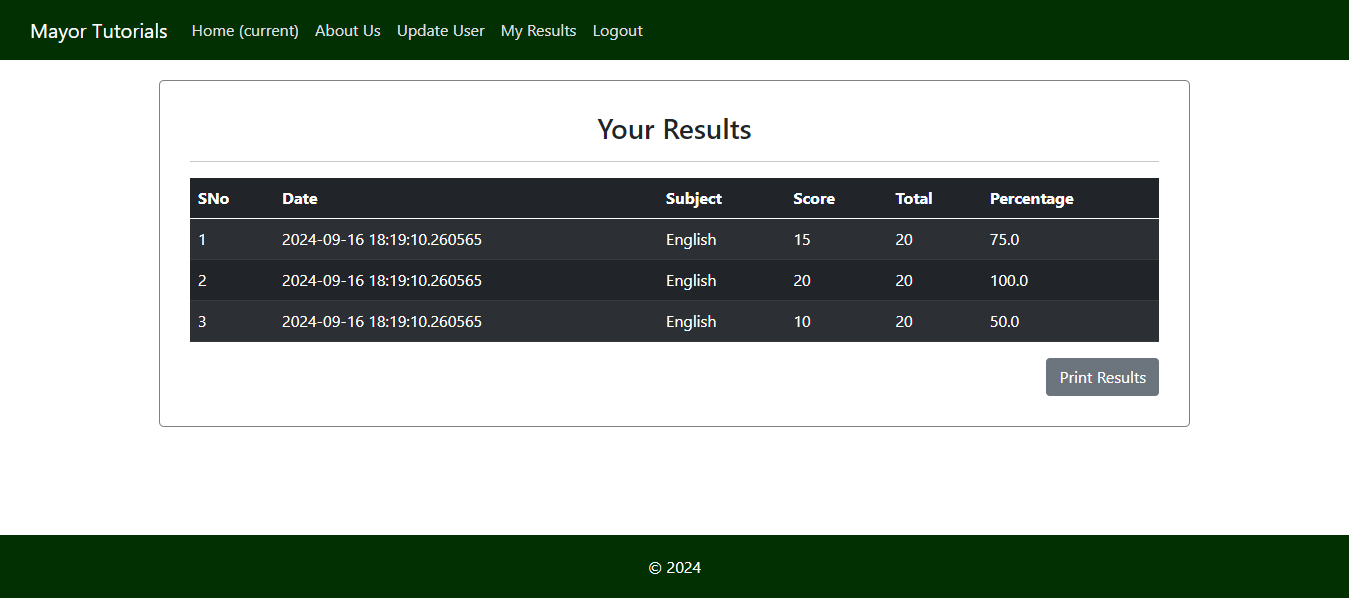 Mayor Tutorials Home (current) About Us Update User My Results Logout
Your Results
SNo Date Subject Score Total Percentage
1 2024-09-16 18:19:10.260565 English 15 20 75.0
2 2024-09-16 18:19:10.260565 English 20 20 100.0
3 2024-09-16 18:19:10.260565 English 10 20 50.0
Print Results
© 2024